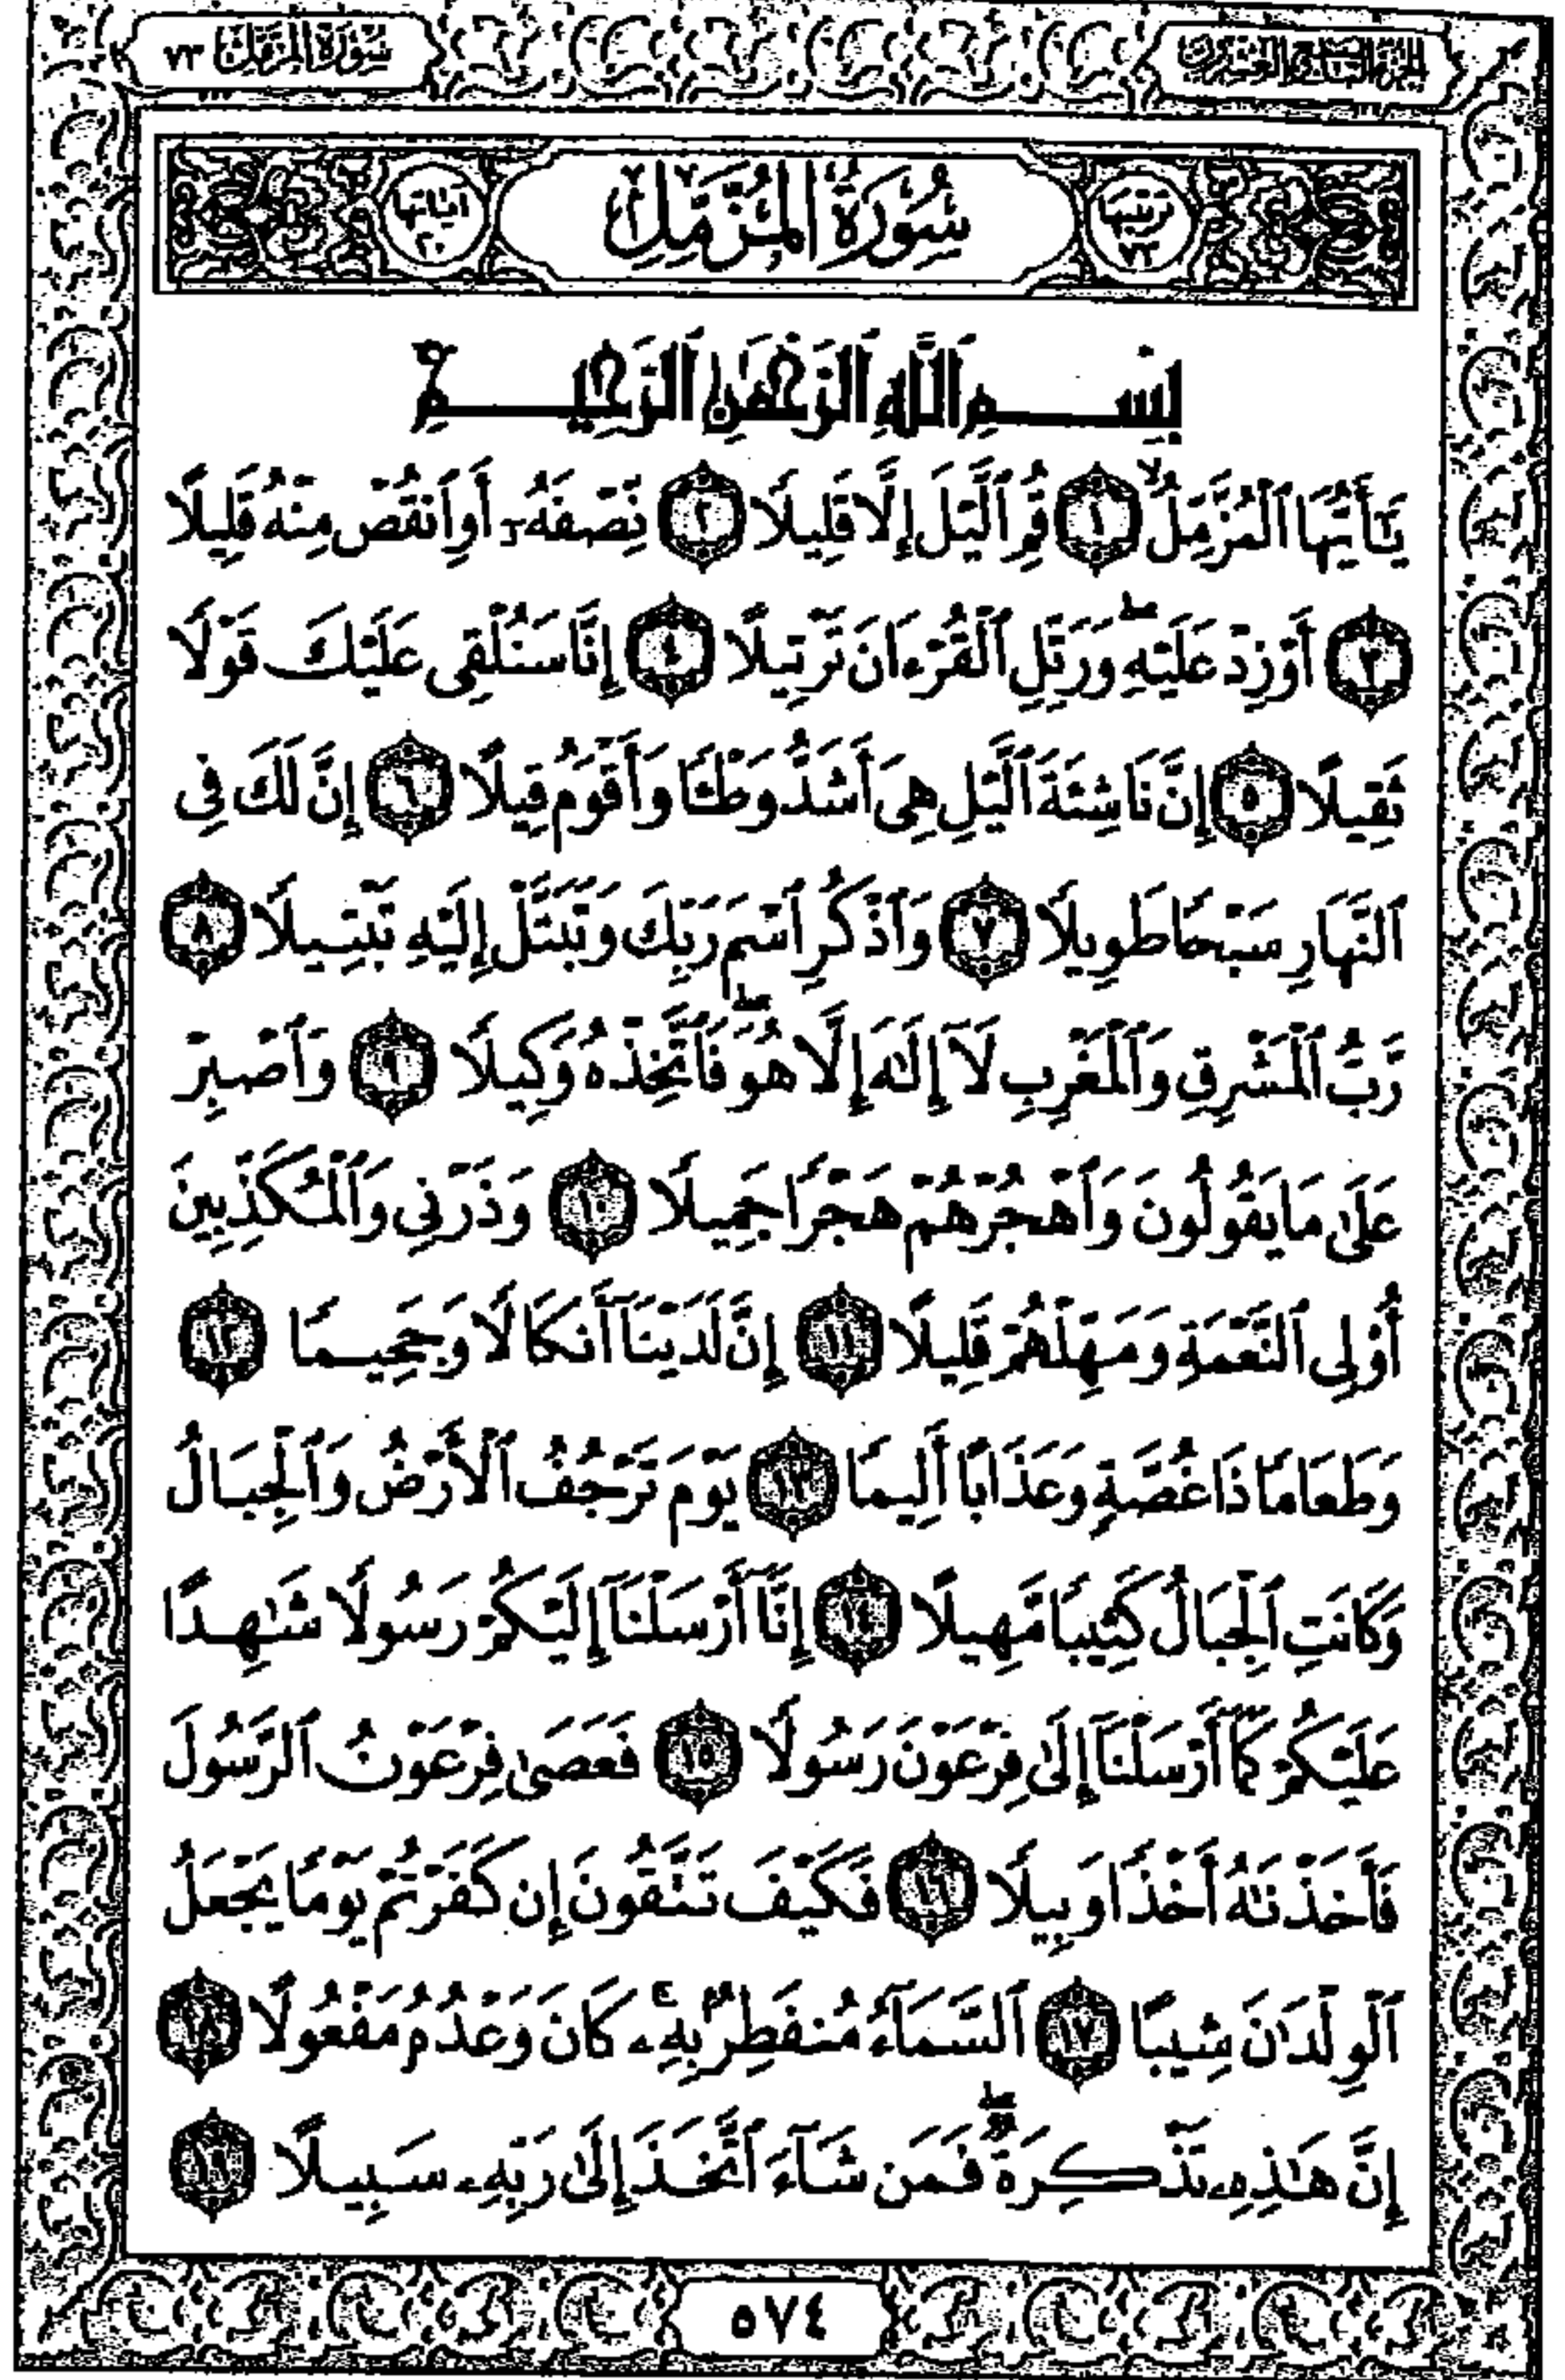 الجزء التاسع والعشرون
سورة المزمل ٧٣
ترتيبها ٧٣
سُورَةُ المُزَّمِّلِ
آياتها ٢٠
بِسْمِ ٱللَّهِ ٱلرَّحْمَٰنِ ٱلرَّحِيمِ
يَٰٓأَيُّهَا ٱلْمُزَّمِّلُ ١ قُمِ ٱلَّيْلَ إِلَّا قَلِيلًا ٢ نِّصْفَهُۥٓ أَوِ ٱنقُصْ مِنْهُ قَلِيلًا
٣ أَوْ زِدْ عَلَيْهِ وَرَتِّلِ ٱلْقُرْءَانَ تَرْتِيلًا ٤ إِنَّا سَنُلْقِى عَلَيْكَ قَوْلًا
ثَقِيلًا ٥ إِنَّ نَاشِئَةَ ٱلَّيْلِ هِىَ أَشَدُّ وَطْـًٔا وَأَقْوَمُ قِيلًا ٦ إِنَّ لَكَ فِى
ٱلنَّهَارِ سَبْحًا طَوِيلًا ٧ وَٱذْكُرِ ٱسْمَ رَبِّكَ وَتَبَتَّلْ إِلَيْهِ تَبْتِيلًا ٨
رَّبُّ ٱلْمَشْرِقِ وَٱلْمَغْرِبِ لَآ إِلَٰهَ إِلَّا هُوَ فَٱتَّخِذْهُ وَكِيلًا ٩ وَٱصْبِرْ
عَلَىٰ مَا يَقُولُونَ وَٱهْجُرْهُمْ هَجْرًا جَمِيلًا ١٠ وَذَرْنِى وَٱلْمُكَذِّبِينَ
أُو۟لِى ٱلنَّعْمَةِ وَمَهِّلْهُمْ قَلِيلًا ١١ إِنَّ لَدَيْنَآ أَنكَالًا وَجَحِيمًا ١٢
وَطَعَامًا ذَا غُصَّةٍ وَعَذَابًا أَلِيمًا ١٣ يَوْمَ تَرْجُفُ ٱلْأَرْضُ وَٱلْجِبَالُ
وَكَانَتِ ٱلْجِبَالُ كَثِيبًا مَّهِيلًا ١٤ إِنَّآ أَرْسَلْنَآ إِلَيْكُمْ رَسُولًا شَٰهِدًا
عَلَيْكُمْ كَمَآ أَرْسَلْنَآ إِلَىٰ فِرْعَوْنَ رَسُولًا ١٥ فَعَصَىٰ فِرْعَوْنُ ٱلرَّسُولَ
فَأَخَذْنَٰهُ أَخْذًا وَبِيلًا ١٦ فَكَيْفَ تَتَّقُونَ إِن كَفَرْتُمْ يَوْمًا يَجْعَلُ
ٱلْوِلْدَٰنَ شِيبًا ١٧ ٱلسَّمَآءُ مُنفَطِرٌۢ بِهِۦ كَانَ وَعْدُهُۥ مَفْعُولًا ١٨
إِنَّ هَٰذِهِۦ تَذْكِرَةٌ فَمَن شَآءَ ٱتَّخَذَ إِلَىٰ رَبِّهِۦ سَبِيلًا ١٩
٥٧٤